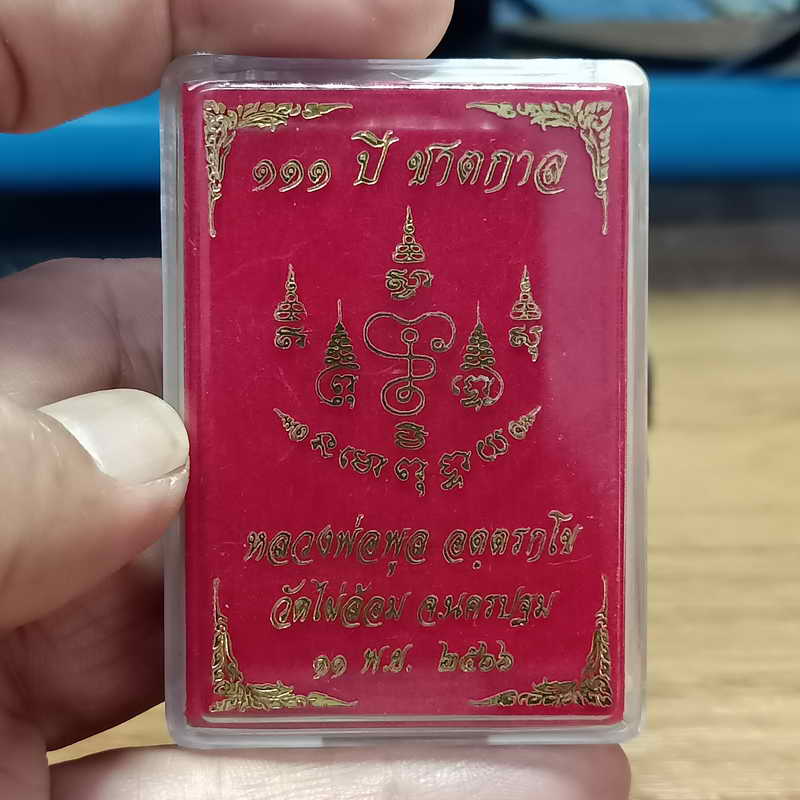 ๑๑๑ ปี ชาตกาล
หลวงพ่อพูล อตฺตรกฺโข
วัดไผ่ล้อม จ.นครปฐม
๑๑ พ.ย. ๒๕๖๖